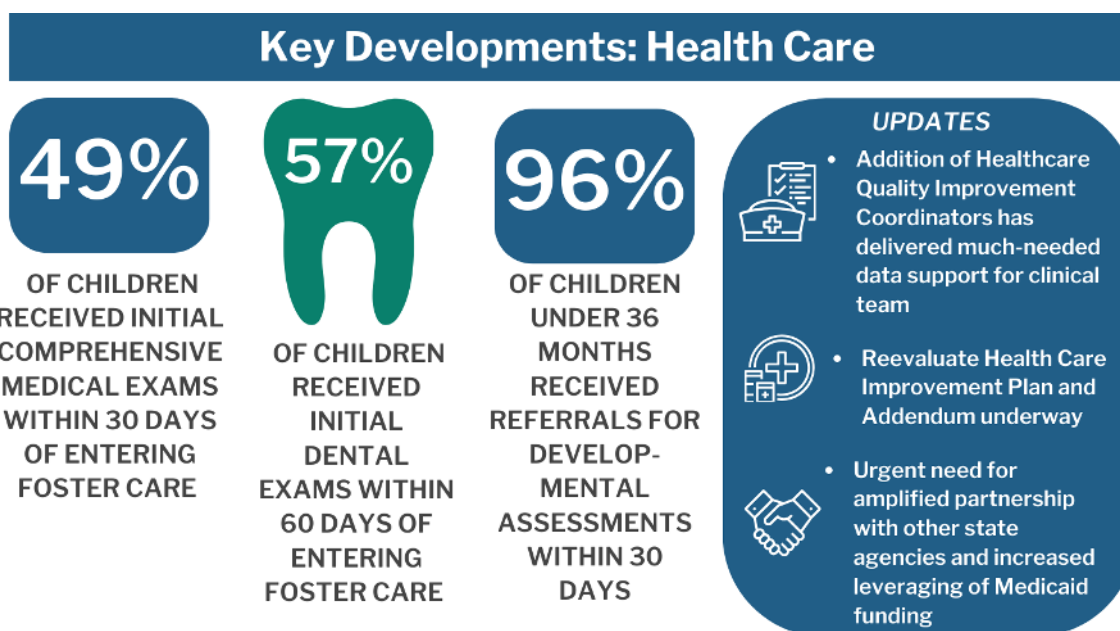 Key Developments: Health Care
49%
OF CHILDREN
RECEIVED INITIAL
COMPREHENSIVE
MEDICAL EXAMS
WITHIN 30 DAYS
OF ENTERING
FOSTER CARE
57%
OF CHILDREN
RECEIVED
INITIAL
DENTAL
EXAMS WITHIN
60 DAYS OF
ENTERING
FOSTER CARE
96%
OF CHILDREN
UNDER 36
MONTHS
RECEIVED
REFERRALS FOR
DEVELOP-
MENTAL
ASSESSMENTS
WITHIN 30
DAYS
UPDATES
• Addition of Healthcare
Quality Improvement
Coordinators has
delivered much-needed
data support for clinical
team
• Reevaluate Health Care
Improvement Plan and
Addendum underway
• Urgent need for
amplified partnership
with other state
agencies and increased
leveraging of Medicaid
funding